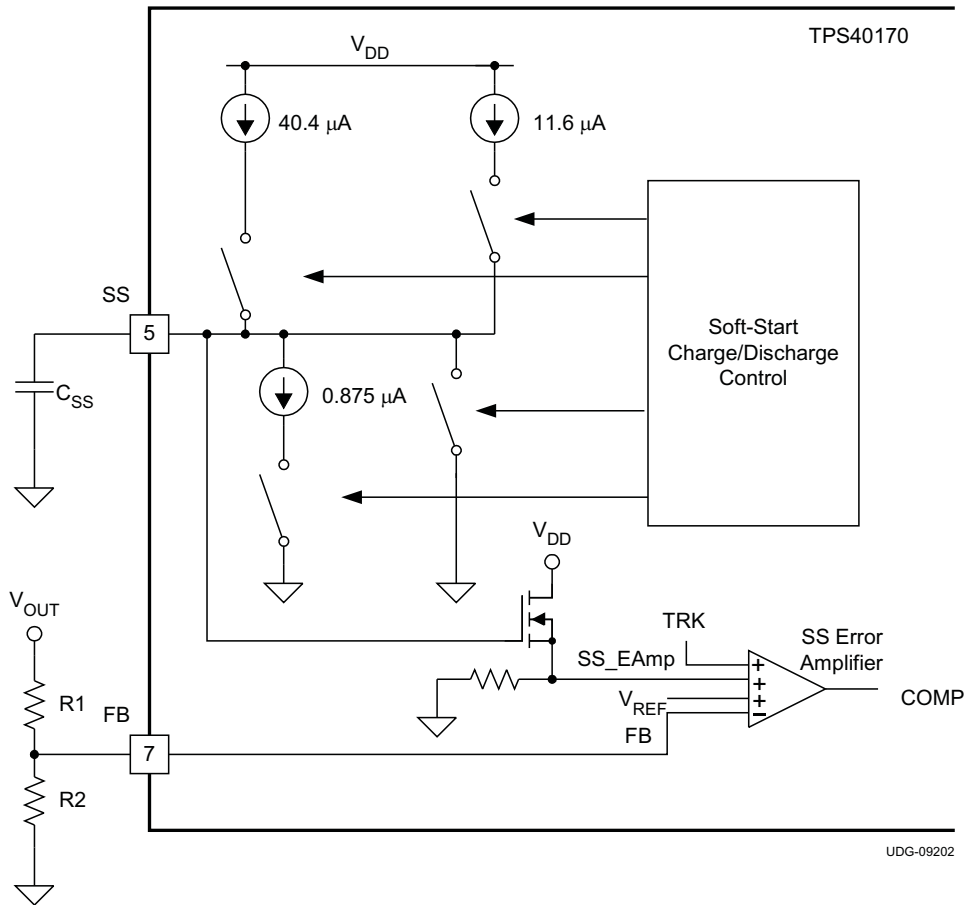 TPS40170
VDD
40.4 μA
11.6 μA
SS
5
Soft-Start
Charge/Discharge
Control
CSS
0.875 μA
VDD
VOUT
TRK
SS Error
Amplifier
SS_EAmp
COMP
R1
FB
VREF
FB
7
R2
UDG-09202